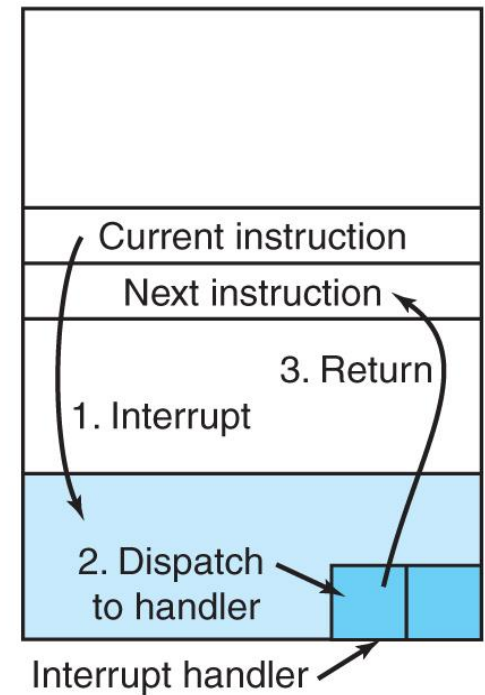 Current instruction
Next instruction
3. Return
1. Interrupt
2. Dispatch
to handler
Interrupt handler